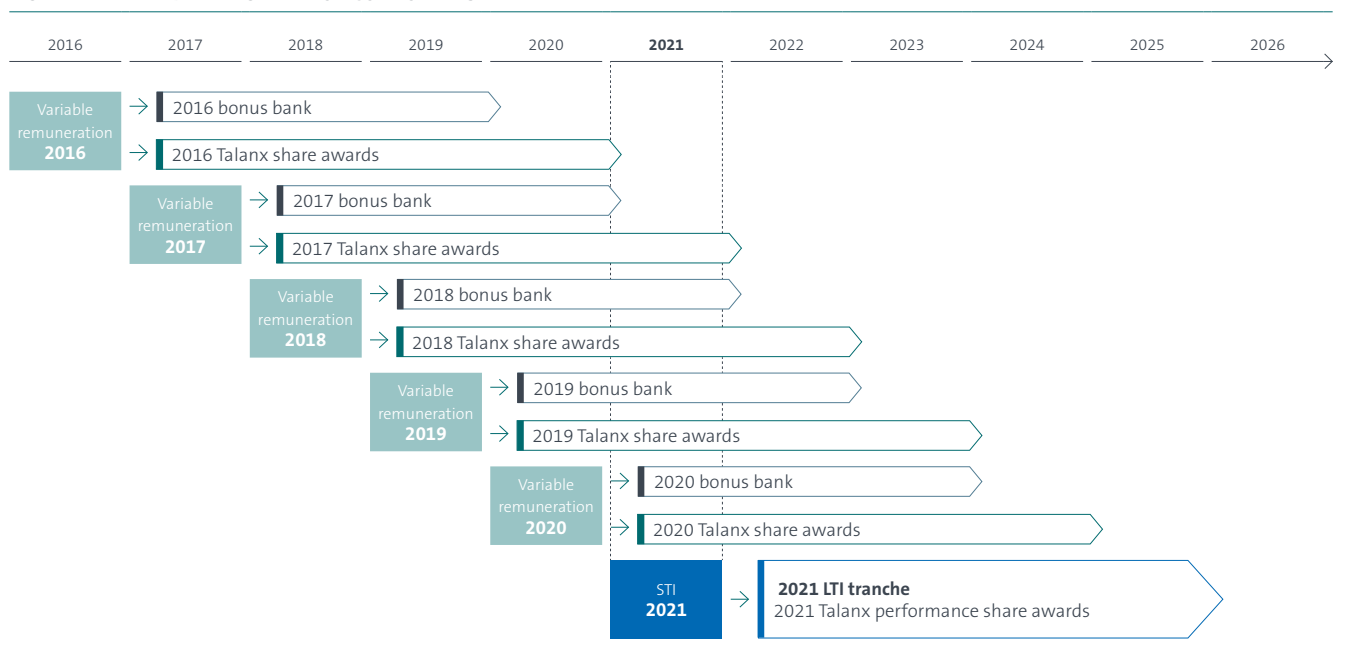 2016 2017 2018 2019 2020 2021 2022 2023 2024 2025 2026
Variable
remuneration
2016
2016 bonus bank
2016 Talanx share awards
Variable
remuneration
2017
2017 bonus bank
2017 Talanx share awards
Variable
remuneration
2018
2018 bonus bank
2018 Talanx share awards
Variable
remuneration
2019
2019 bonus bank
2019 Talanx share awards
Variable
remuneration
2020
2020 bonus bank
2020 Talanx share awards
STI
2021
2021 LTI tranche
2021 Talanx performance share awards